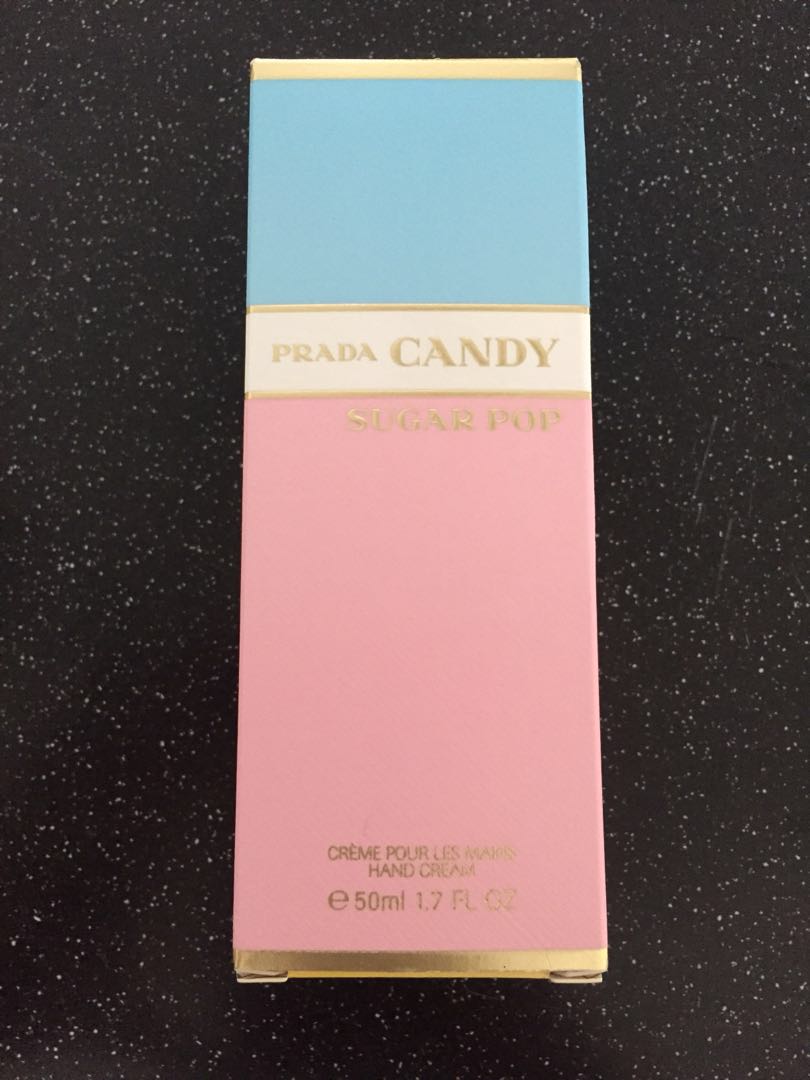 PRADA CANDY
SUGAR POP
CRÈME POUR LES MAINS
HAND CREAM
℮ 50ml 1.7 FL OZ